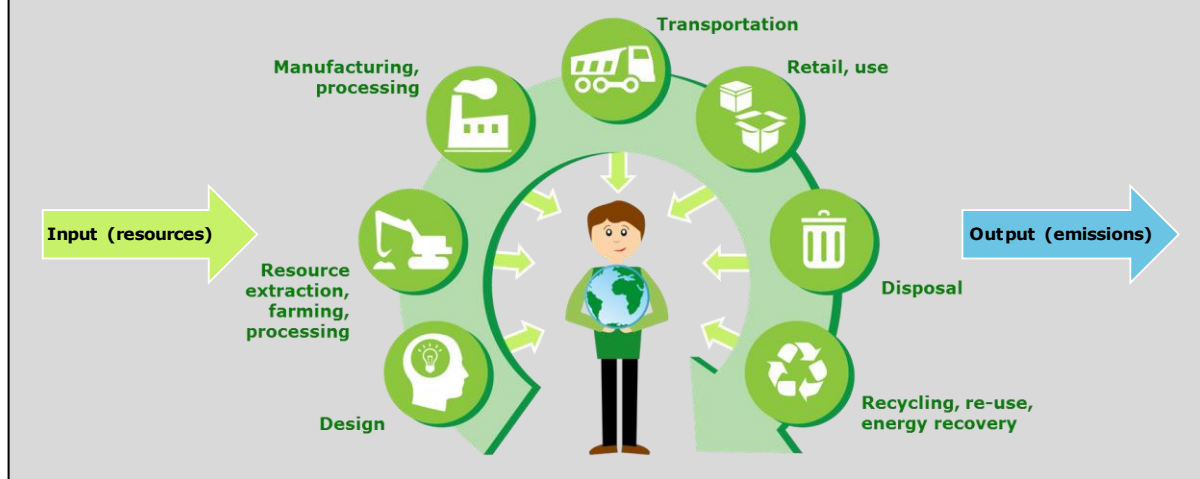 Transportation
Manufacturing,
processing
Retail, use
Input (resources)
Output (emissions)
Resource
extraction,
farming,
processing
Disposal
Design
Recycling, re-use,
energy recovery